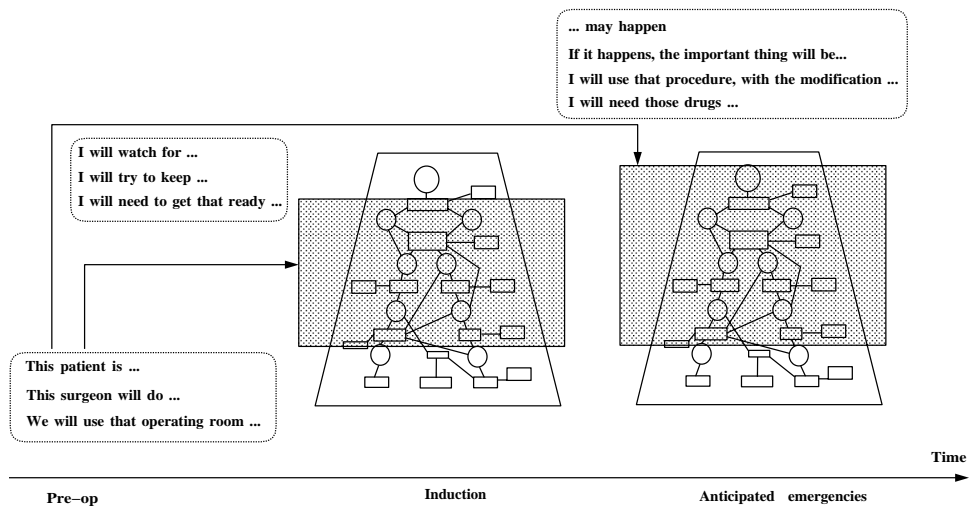 ... may happen
If it happens, the important thing will be...
I will use that procedure, with the modification ...
I will need those drugs ...
I will watch for ...
I will try to keep ...
I will need to get that ready ...
This patient is ...
This surgeon will do ...
We will use that operating room ...
Time
Pre-op
Induction
Anticipated emergencies